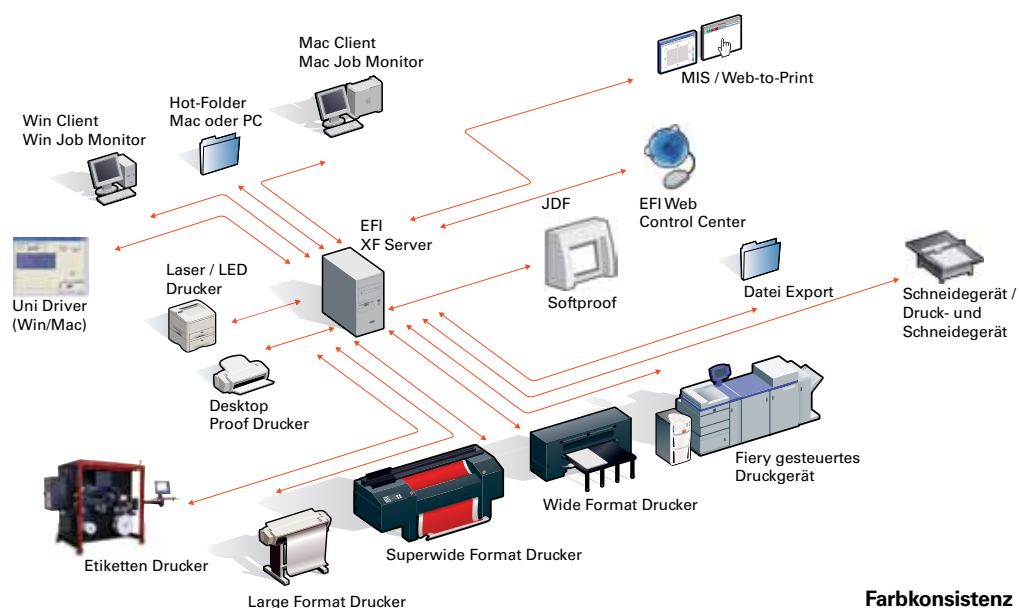 Mac Client
Mac Job Monitor
MIS / Web-to-Print
Hot-Folder
Mac oder PC
Win Client
Win Job Monitor
EFI
XF Server
JDF
EFI Web
Control Center
Laser / LED
Drucker
Uni Driver
(Win/Mac)
Softproof
Datei Export
Schneidegerät /
Druck- und
Schneidegerät
Desktop
Proof Drucker
Fiery gesteuertes
Druckgerät
Wide Format Drucker
Superwide Format Drucker
Etiketten Drucker
Large Format Drucker
Farbkonsistenz